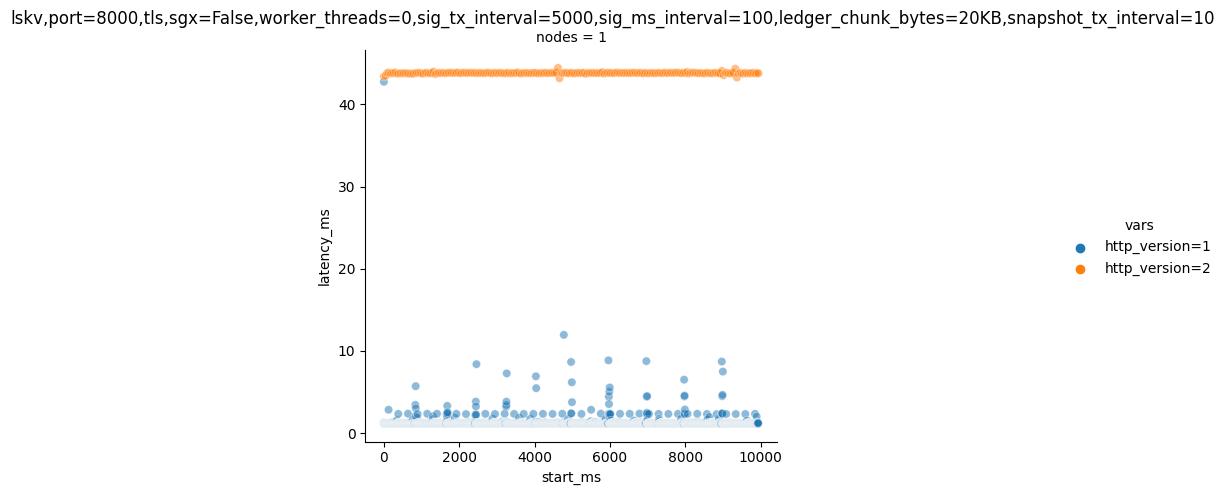 lskv,port=8000,tls,sgx=False,worker_threads=0,sig_tx_interval=5000,sig_ms_interval=100,ledger_chunk_bytes=20KB,snapshot_tx_interval=10
nodes = 1
40
30
20
10
0
latency_ms
0 2000 4000 6000 8000 10000
start_ms
vars
http_version=1
http_version=2